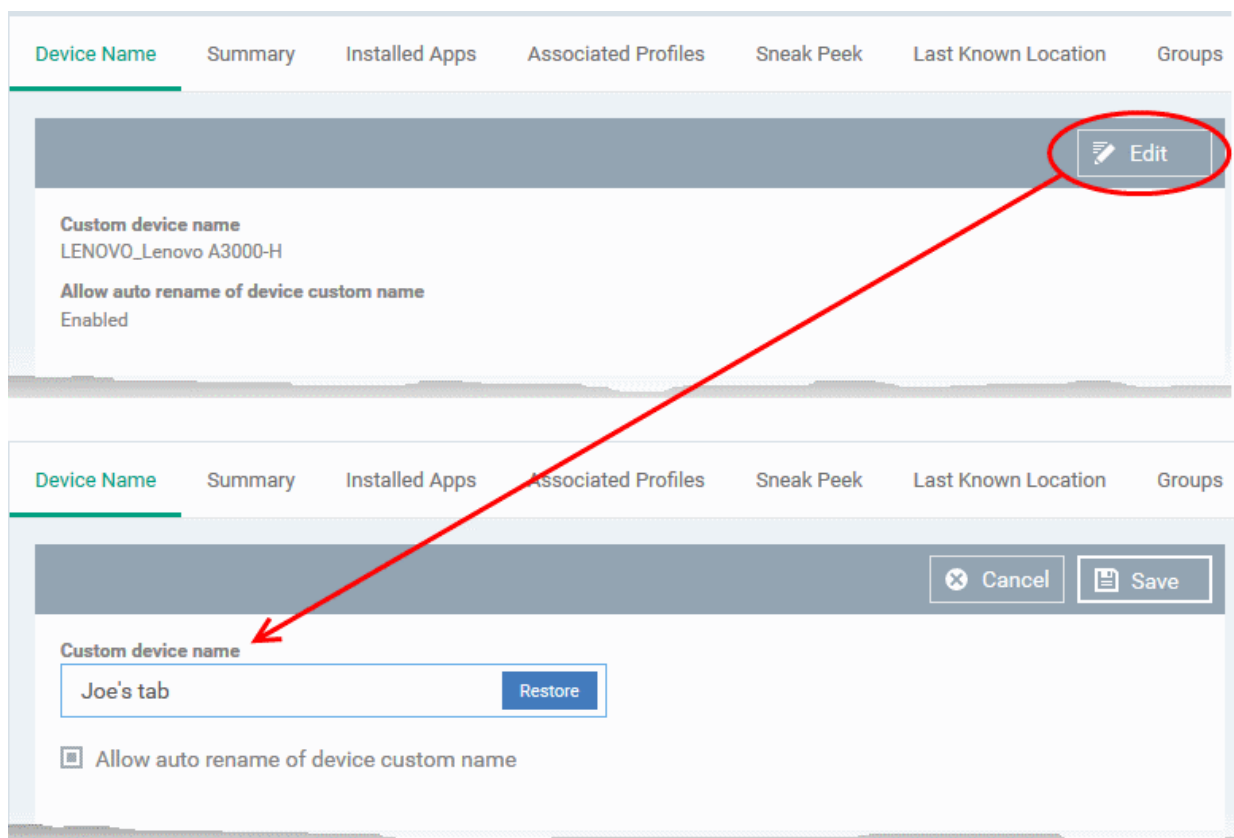 Device Name Summary Installed Apps Associated Profiles Sneak Peek Last Known Location Groups
Edit
Custom device name
LENOVO_Lenovo A3000-H
Allow auto rename of device custom name
Enabled
Device Name Summary Installed Apps Associated Profiles Sneak Peek Last Known Location Groups
Cancel Save
Custom device name
Joe's tab Restore
Allow auto rename of device custom name